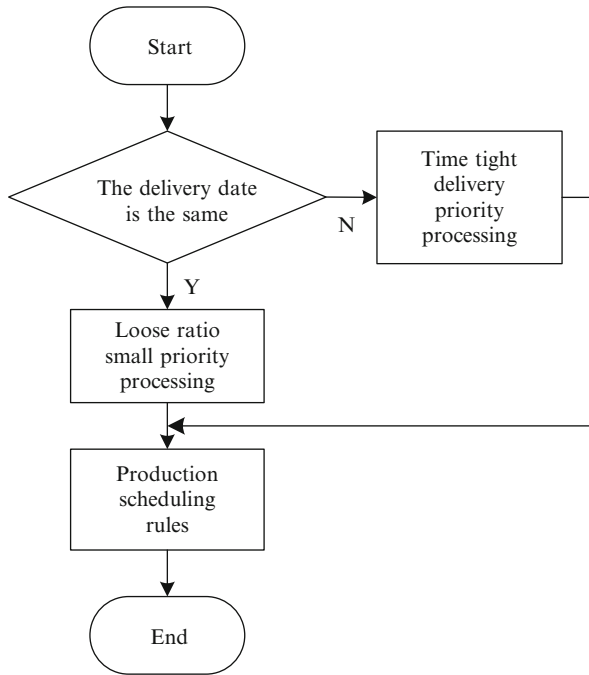 Start
The delivery date
is the same
N
Time tight
delivery
priority
processing
Y
Loose ratio
small priority
processing
Production
scheduling
rules
End